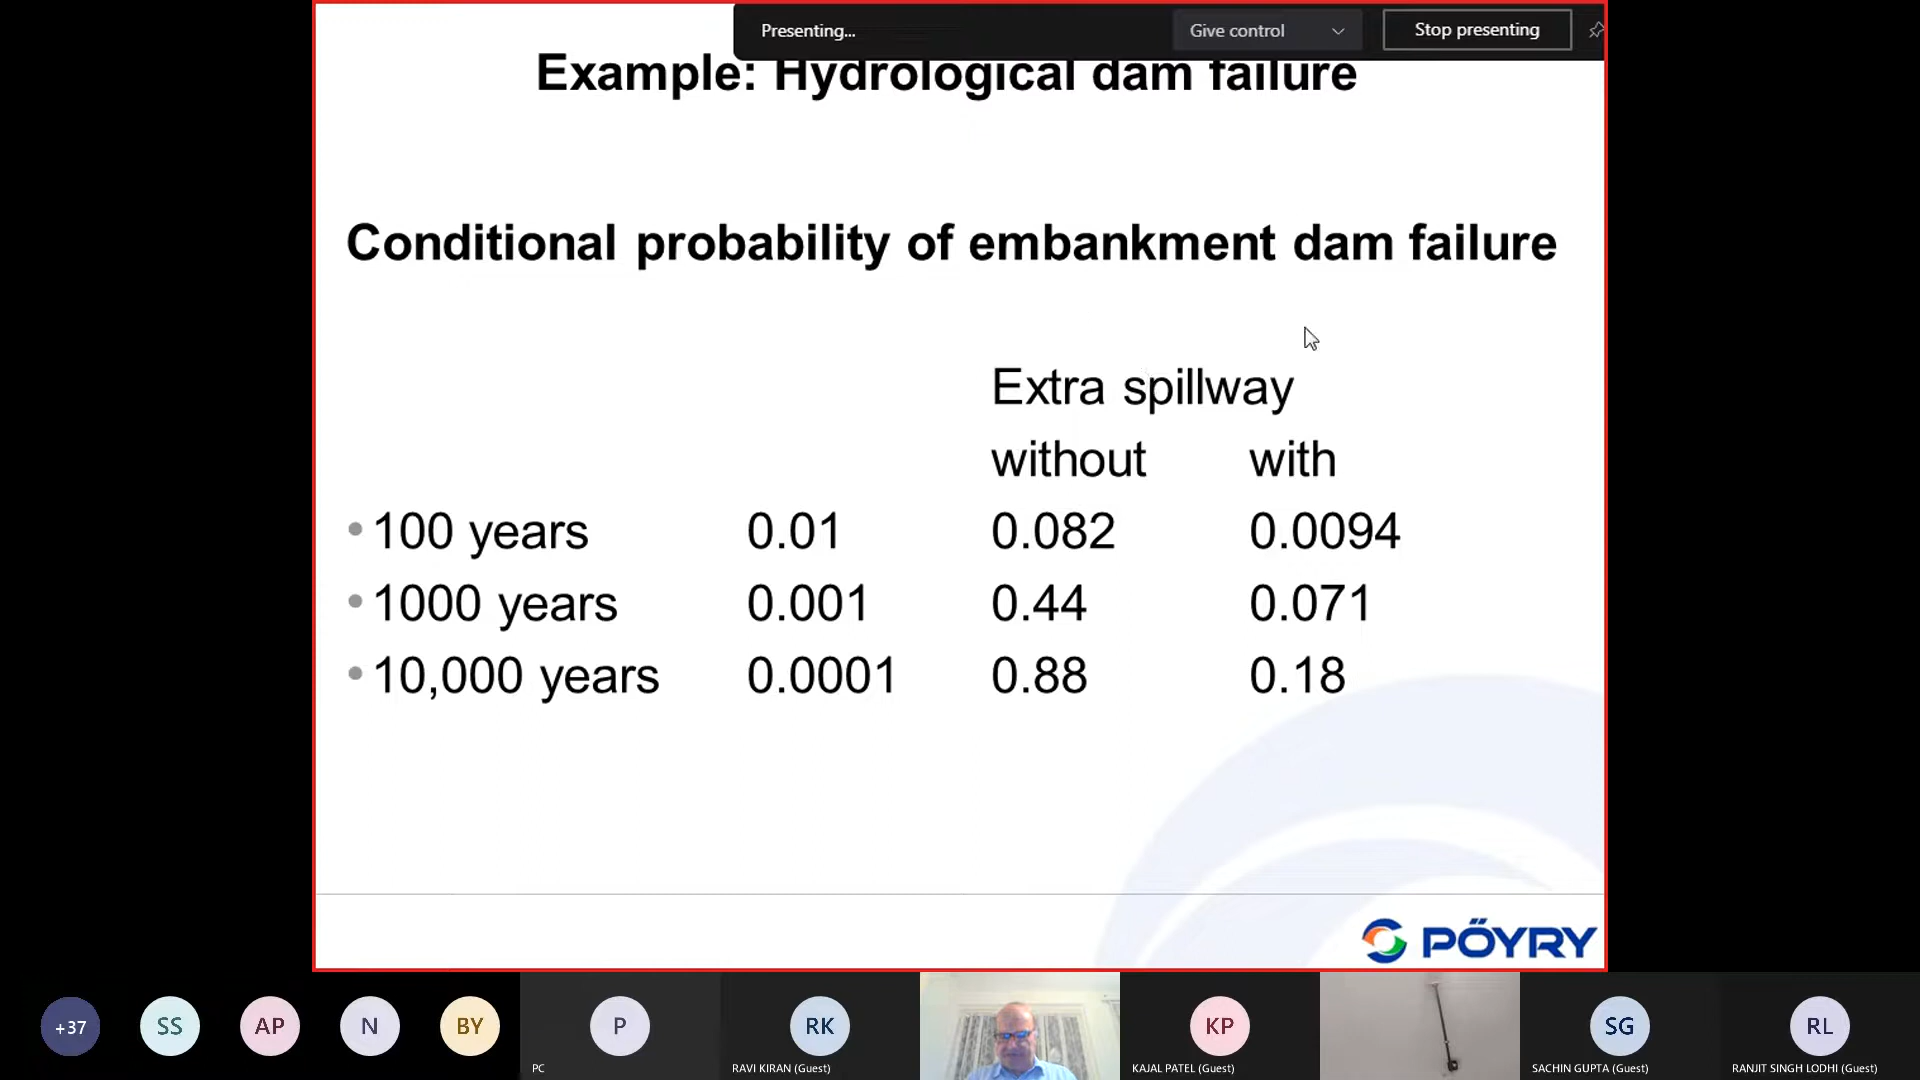 Presenting...
Give control
Stop presenting
Example: Hydrological dam failure
Conditional probability of embankment dam failure
Extra spillway
without with
• 100 years 0.01 0.082 0.0094
• 1000 years 0.001 0.44 0.071
• 10,000 years 0.0001 0.88 0.18
PÖYRY
+37 SS AP N BY P RK KP SG RL
PC RAVI KIRAN (Guest) KAJAL PATEL (Guest) SACHIN GUPTA (Guest) RANJIT SINGH LODHI (Guest)